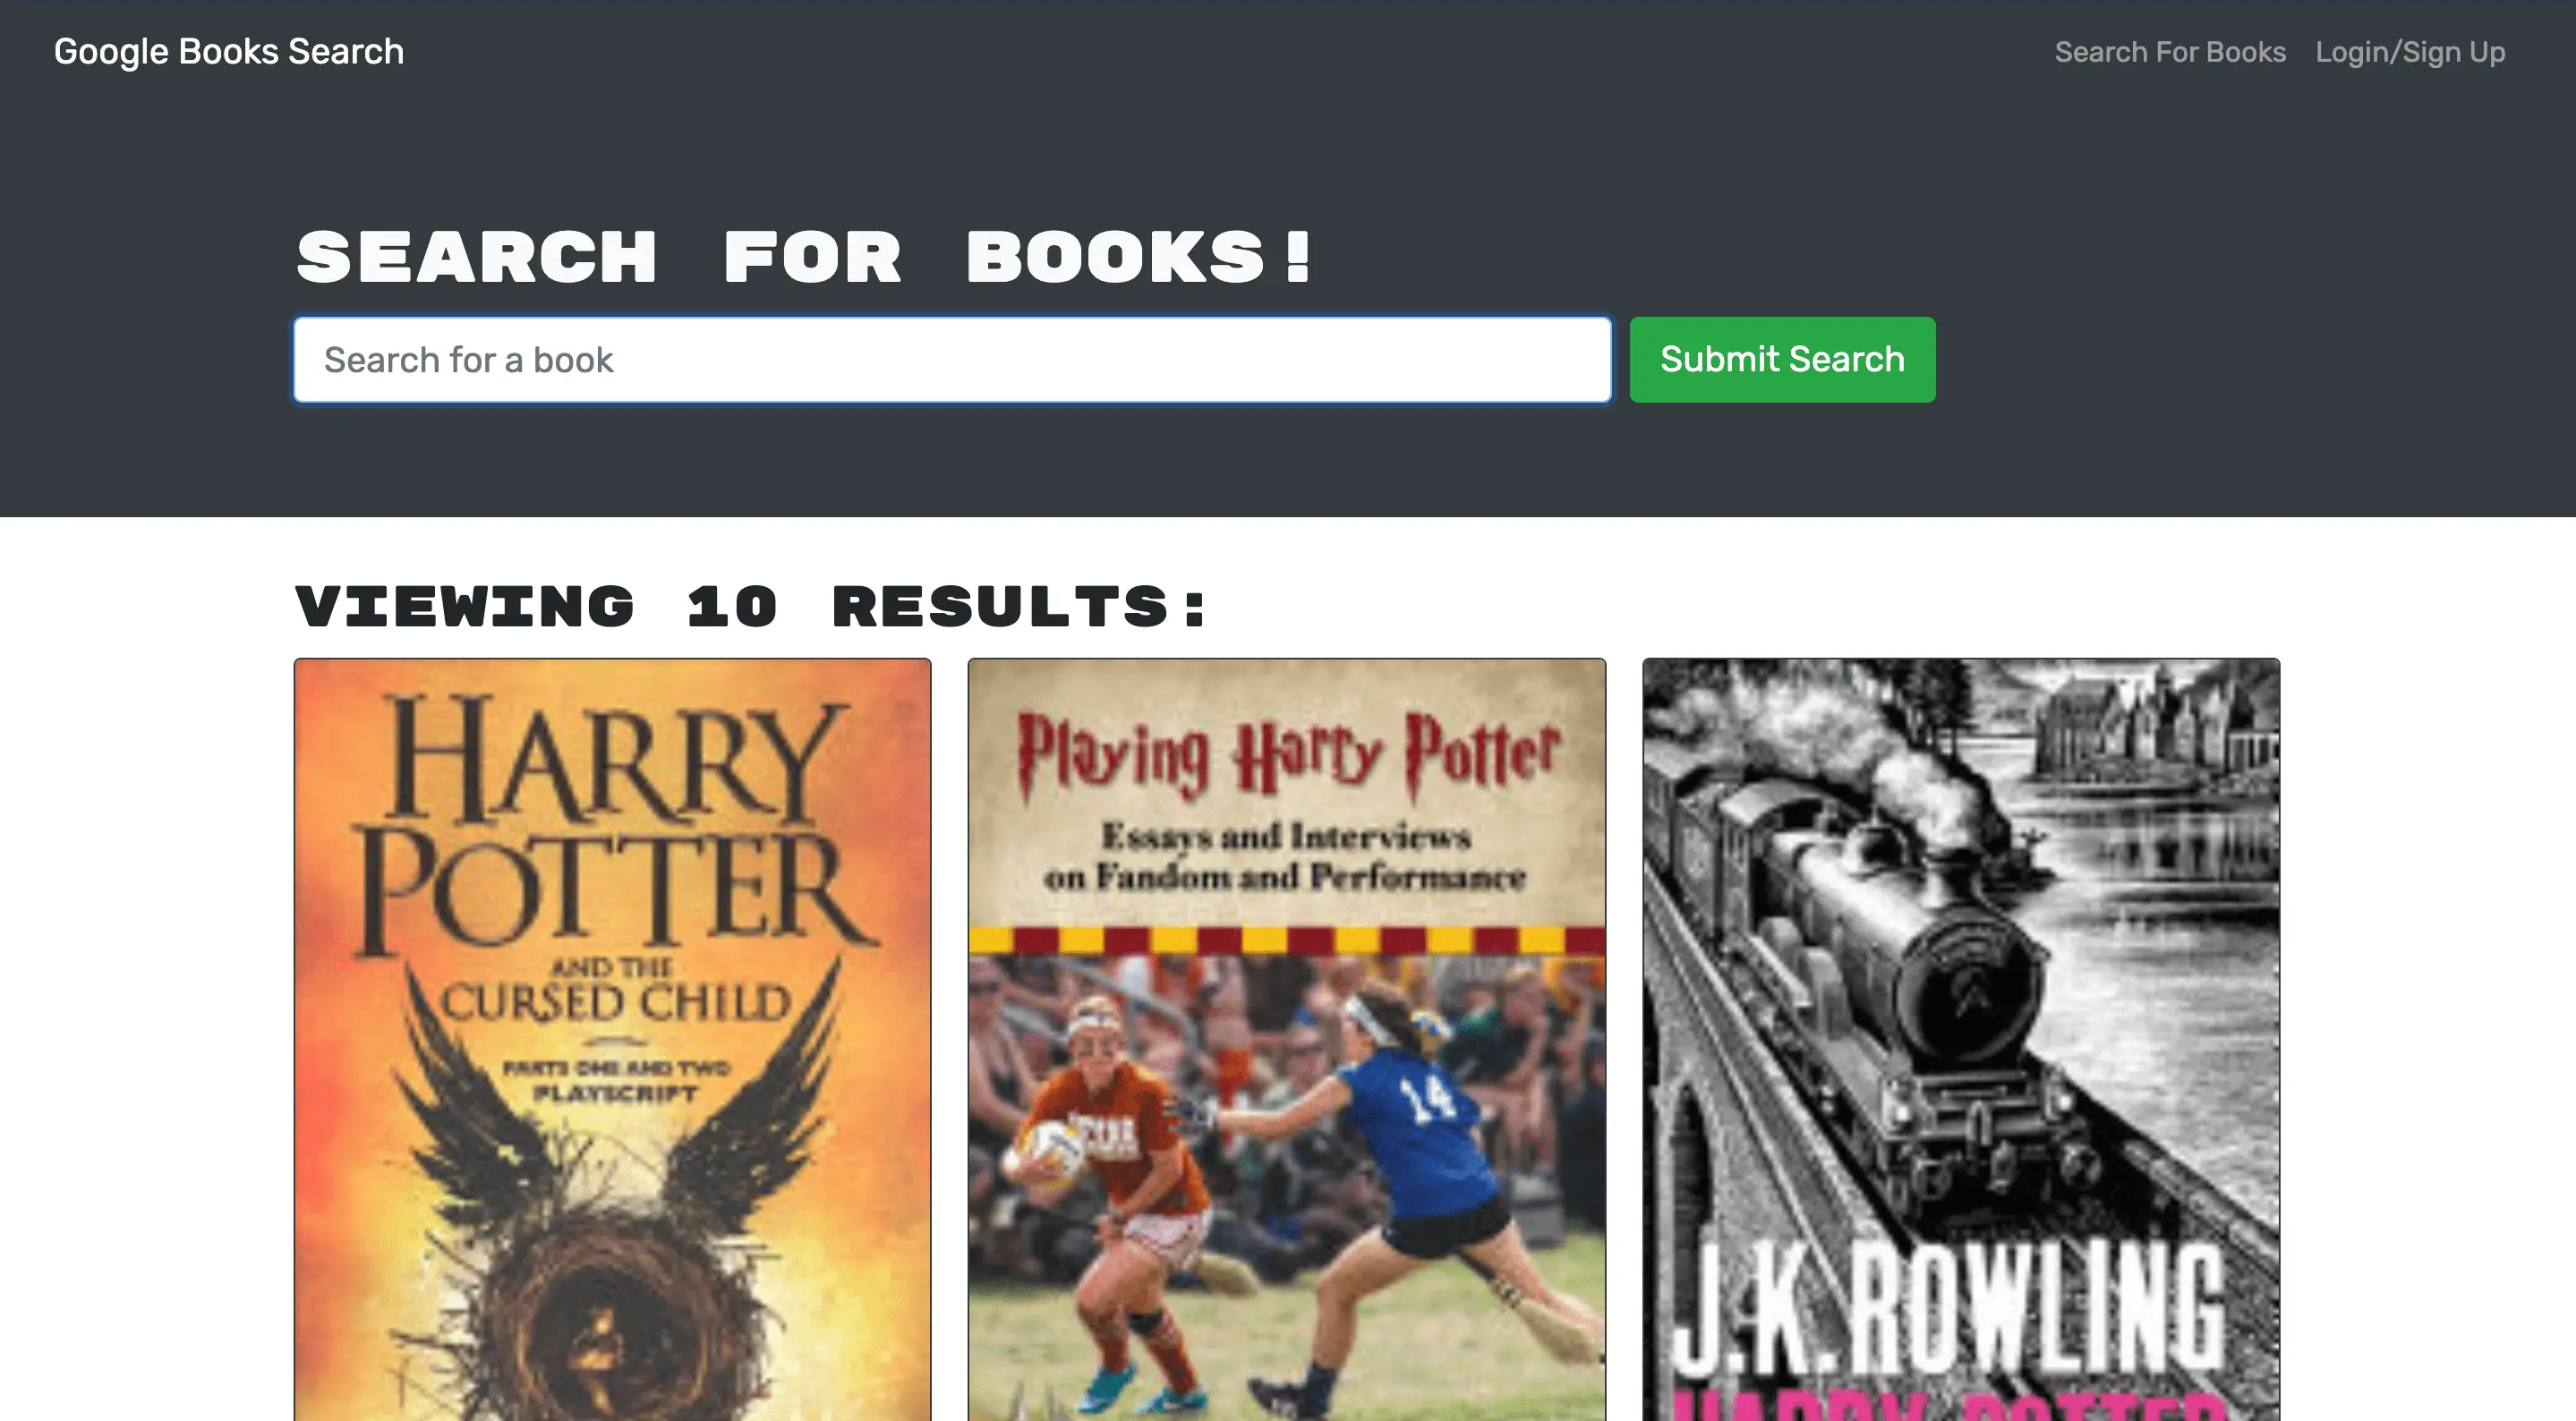 Google Books Search
Search For Books
Login/Sign Up
SEARCH FOR BOOKS!
Search for a book
Submit Search
VIEWING 10 RESULTS:
HARRY
POTTER
AND THE
CURSED CHILD
PARTS ONE AND TWO
PLAYSCRIPT
Playing Harry Potter
Essays and Interviews
on Fandom and Performance
14
J.K. ROWLING
HARRY POTTER